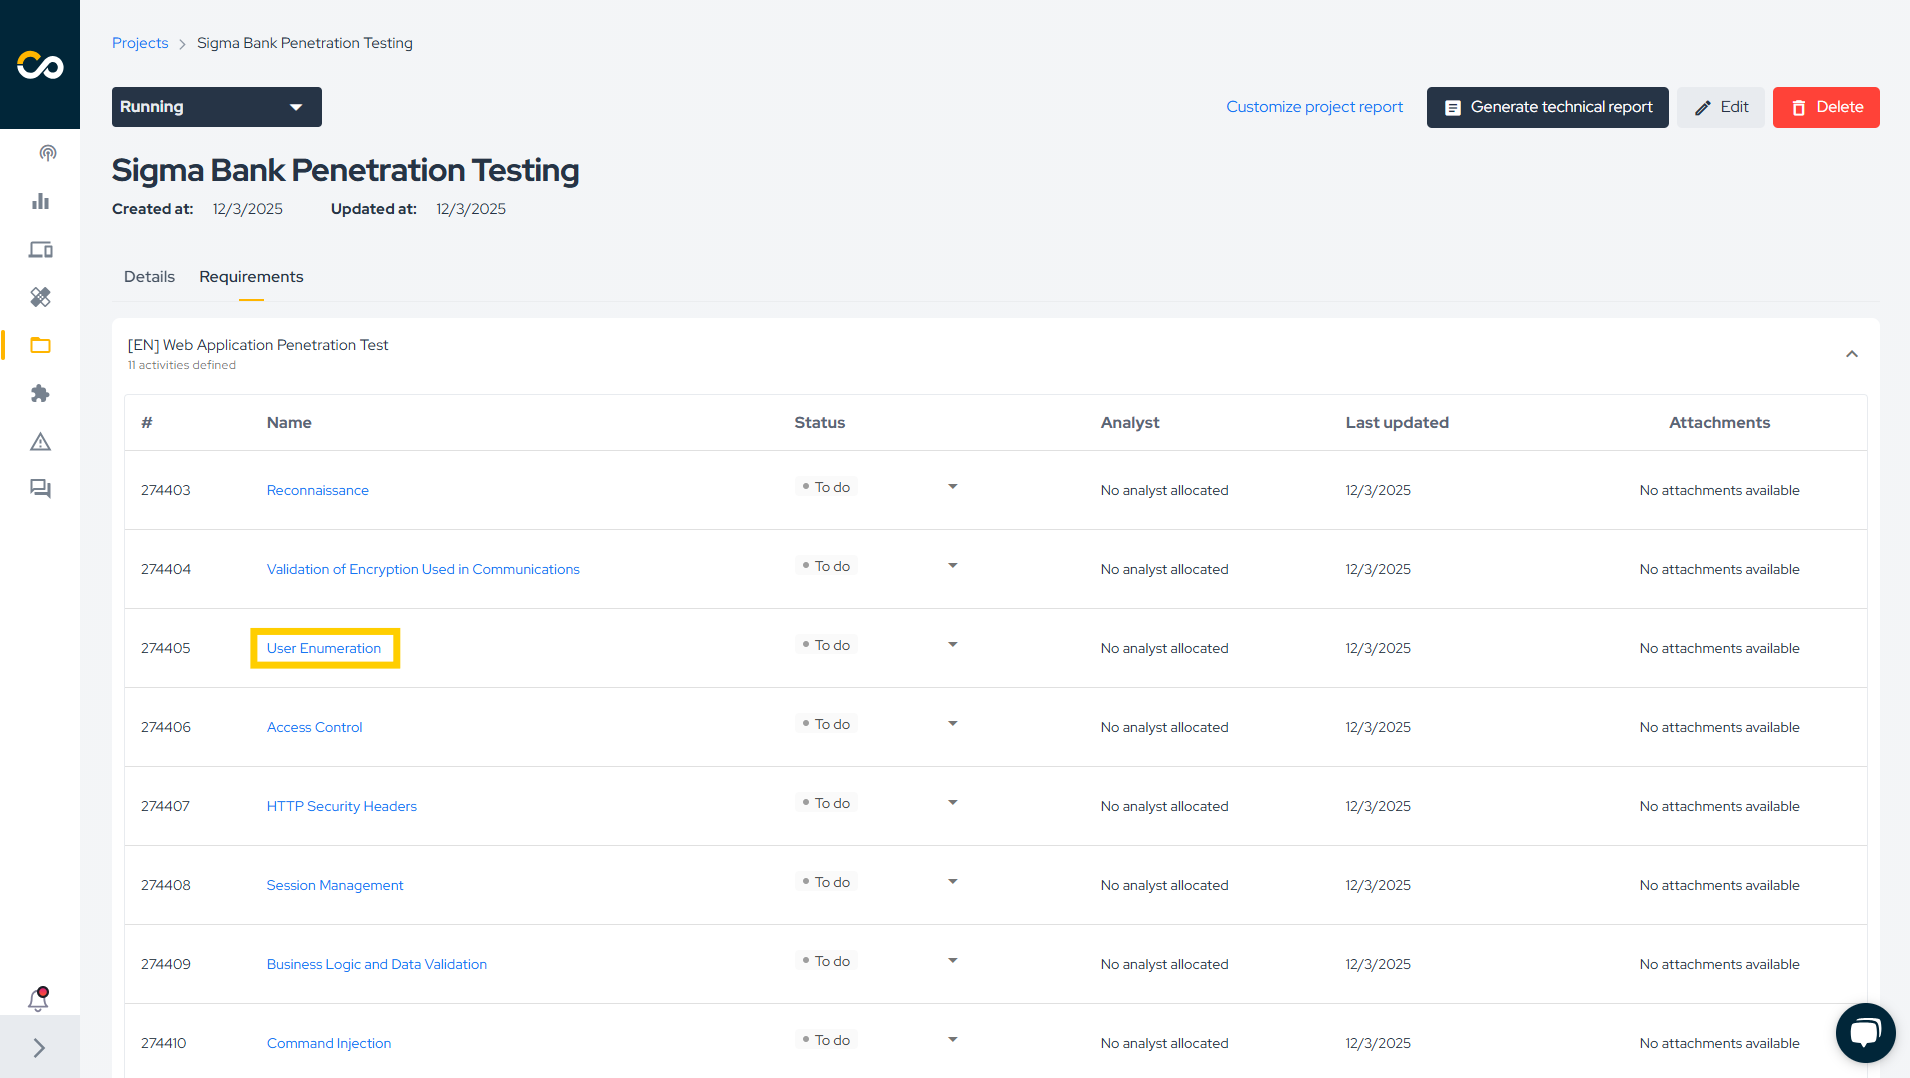 Projects > Sigma Bank Penetration Testing
Running
Customize project report
Generate technical report
Edit
Delete
Sigma Bank Penetration Testing
Created at: 12/3/2025 Updated at: 12/3/2025
Details Requirements
[EN] Web Application Penetration Test
11 activities defined
# Name Status Analyst Last updated Attachments
274403 Reconnaissance To do No analyst allocated 12/3/2025 No attachments available
274404 Validation of Encryption Used in Communications To do No analyst allocated 12/3/2025 No attachments available
274405 User Enumeration To do No analyst allocated 12/3/2025 No attachments available
274406 Access Control To do No analyst allocated 12/3/2025 No attachments available
274407 HTTP Security Headers To do No analyst allocated 12/3/2025 No attachments available
274408 Session Management To do No analyst allocated 12/3/2025 No attachments available
274409 Business Logic and Data Validation To do No analyst allocated 12/3/2025 No attachments available
274410 Command Injection To do No analyst allocated 12/3/2025 No attachments available